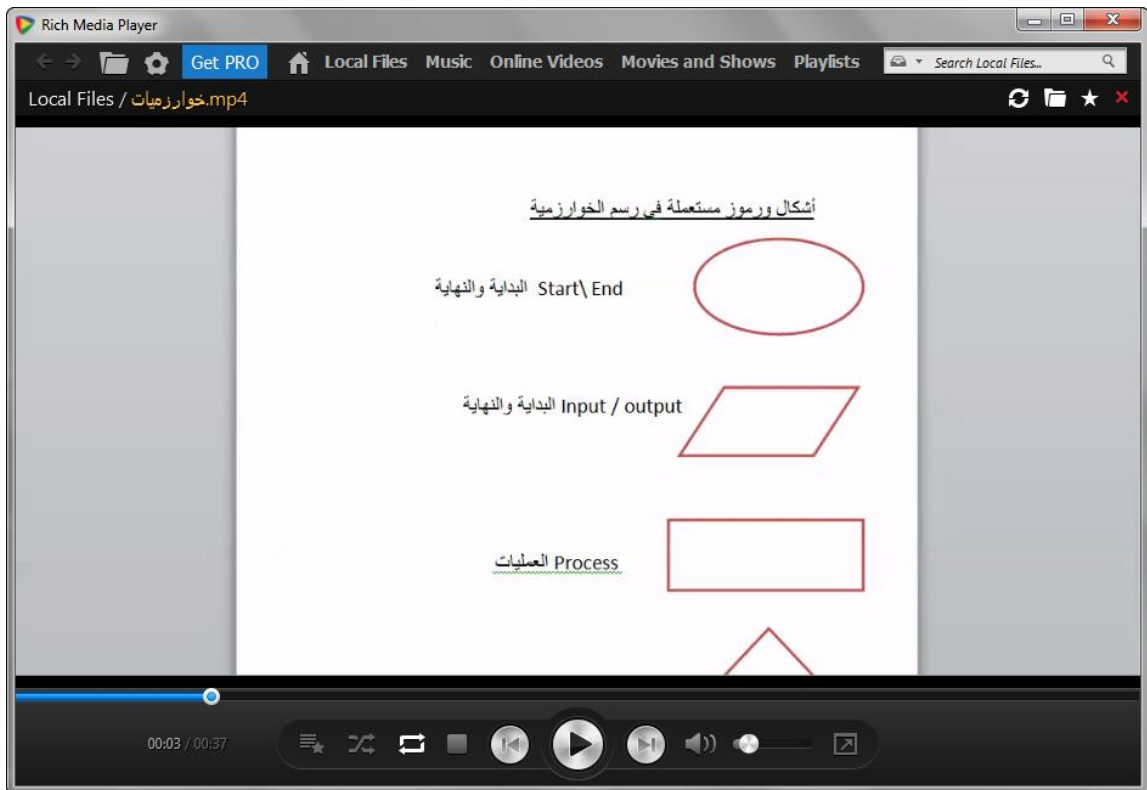 Rich Media Player
Get PRO Local Files Music Online Videos Movies and Shows Playlists Search Local Files...
Local Files / خوارزميات.mp4
أشكال ورموز مستعملة في رسم الخوارزمية
Start\ End البداية والنهاية
Input / output البداية والنهاية
Process العمليات
00:03 / 00:37